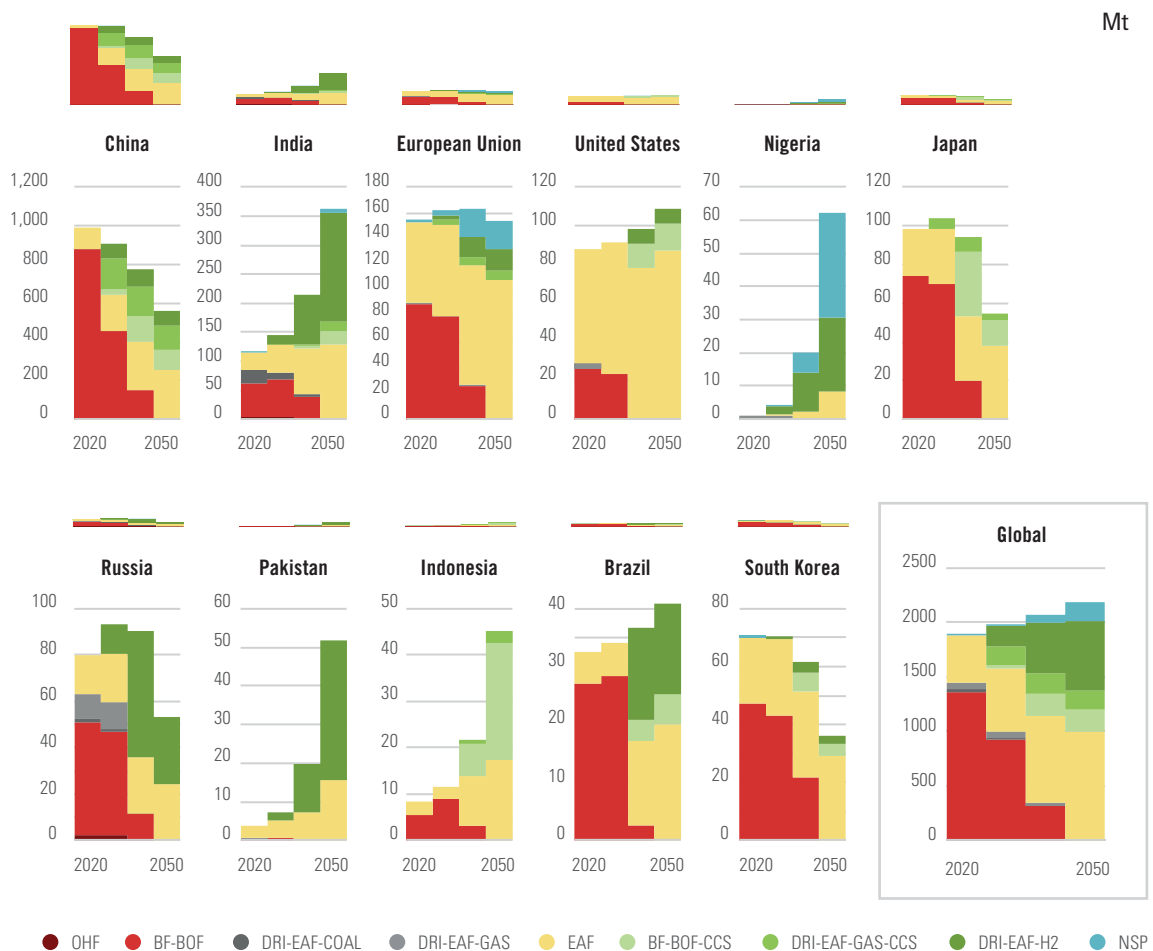 Mt
China India European Union United States Nigeria Japan
1,200 400 180 120 70 120
1,000 350 160 100 60 100
800 300 140 80 50 80
600 250 120 60 40 60
400 200 100 40 30 40
200 150 80 20 20 20
0 100 60 0 10 0
50 40 0
0 20
0
2020 2050 2020 2050 2020 2050 2020 2050 2020 2050 2020 2050
Russia Pakistan Indonesia Brazil South Korea Global
100 60 50 40 80 2500
80 50 40 30 60 2000
60 40 30 20 40 1500
40 30 20 10 20 1000
20 20 10 0 0 500
0 10 0 0
0
2020 2050 2020 2050 2020 2050 2020 2050 2020 2050 2020 2050
OHF BF-BOF DRI-EAF-COAL DRI-EAF-GAS EAF BF-BOF-CCS DRI-EAF-GAS-CCS DRI-EAF-H2 NSP